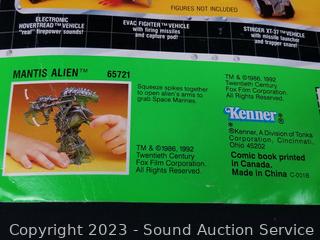 FIGURES NOT INCLUDED
ELECTRONIC
HOVERTREAD™ VEHICLE
"real" firepower sounds!
EVAC FIGHTER™ VEHICLE
with firing missiles
and capture pod!
STINGER XT-37™ VEHICLE
with missile launcher
and trapper snare!
MANTIS ALIEN™ 65721
Squeeze spikes together
to open alien's arms to
grab Space Marines.
™ & ©1986, 1992
Twentieth Century
Fox Film Corporation.
All Rights Reserved.
TM & ©1986, 1992
Twentieth Century
Fox Film Corporation.
All Rights Reserved.
Kenner
®Kenner, A Division of Tonka
Corporation, Cincinnati,
Ohio 45202
Comic book printed
in Canada.
Made in China C-001B
Copyright 2023 - Sound Auction Service